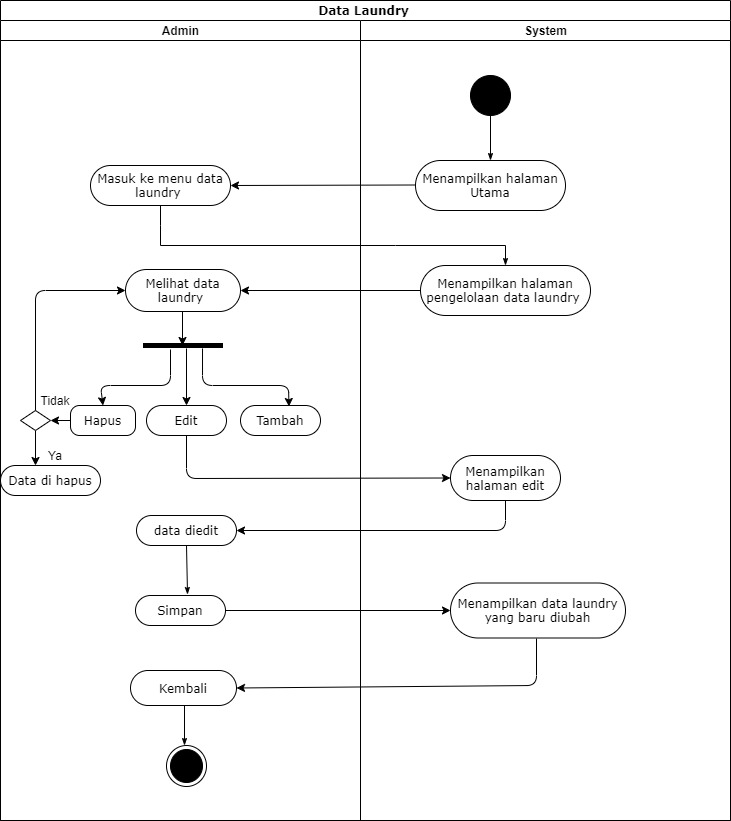 Data Laundry
Admin
System
Menampilkan halaman
Utama
Masuk ke menu data
laundry
Menampilkan halaman
pengelolaan data laundry
Melihat data
laundry
Tidak
Hapus
Edit
Tambah
Ya
Data di hapus
Menampilkan
halaman edit
data diedit
Simpan
Menampilkan data laundry
yang baru diubah
Kembali